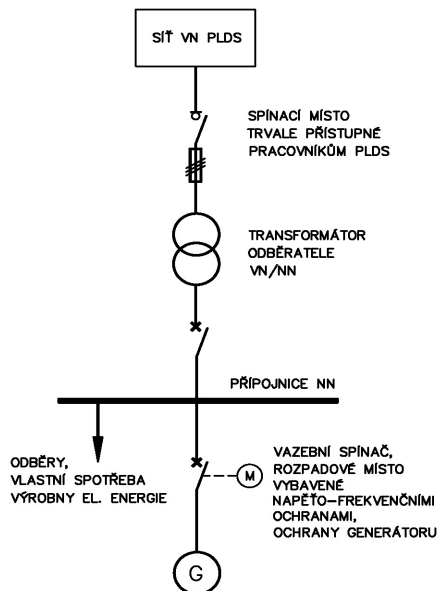 SÍŤ VN PLDS
SPÍNACÍ MÍSTO
TRVALE PŘÍSTUPNÉ
PRACOVNÍKŮM PLDS
TRANSFORMÁTOR
ODBĚRATELE
VN/NN
PŘÍPOJNICE NN
ODBĚRY,
VLASTNÍ SPOTŘEBA
VÝROBNY EL. ENERGIE
M
VAZEBNÍ SPÍNAČ,
ROZPADOVÉ MÍSTO
VYBAVENÉ
NAPĚŤO-FREKVENČNÍMI
OCHRANAMI,
OCHRANY GENERÁTORU
G